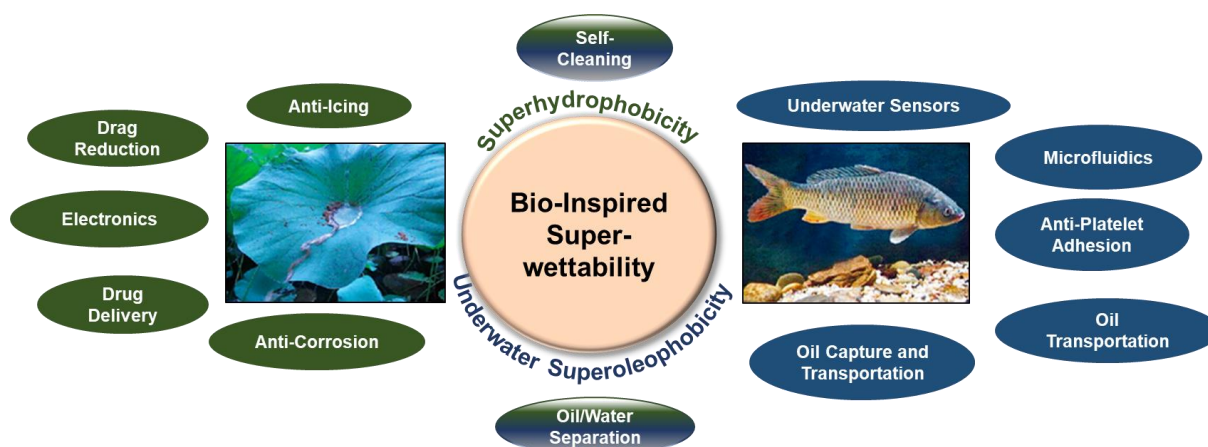 Self-
Cleaning
Superhydrophobicity
Anti-Icing
Drag
Reduction
Electronics
Drug
Delivery
Anti-Corrosion
Bio-Inspired
Super-
wettability
Underwater Superoleophobicity
Underwater Sensors
Microfluidics
Anti-Platelet
Adhesion
Oil
Transportation
Oil Capture and
Transportation
Oil/Water
Separation